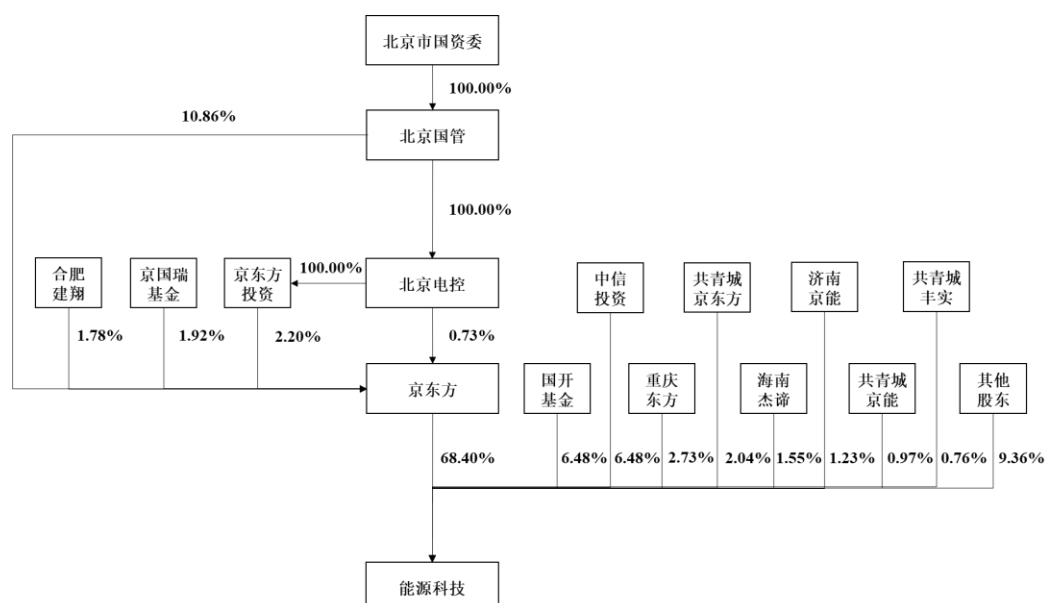 北京市国资委
100.00%
10.86%
北京国管
100.00%
合肥
建翔
京国瑞
基金
京东方
投资
100.00%
北京电控
中信
投资
共青城
京东方
济南
京能
共青城
丰实
1.78%
1.92%
2.20%
0.73%
京东方
国开
基金
重庆
东方
海南
杰谛
共青城
京能
其他
股东
68.40%
6.48%
6.48%
2.73%
2.04%
1.55%
1.23%
0.97%
0.76%
9.36%
能源科技